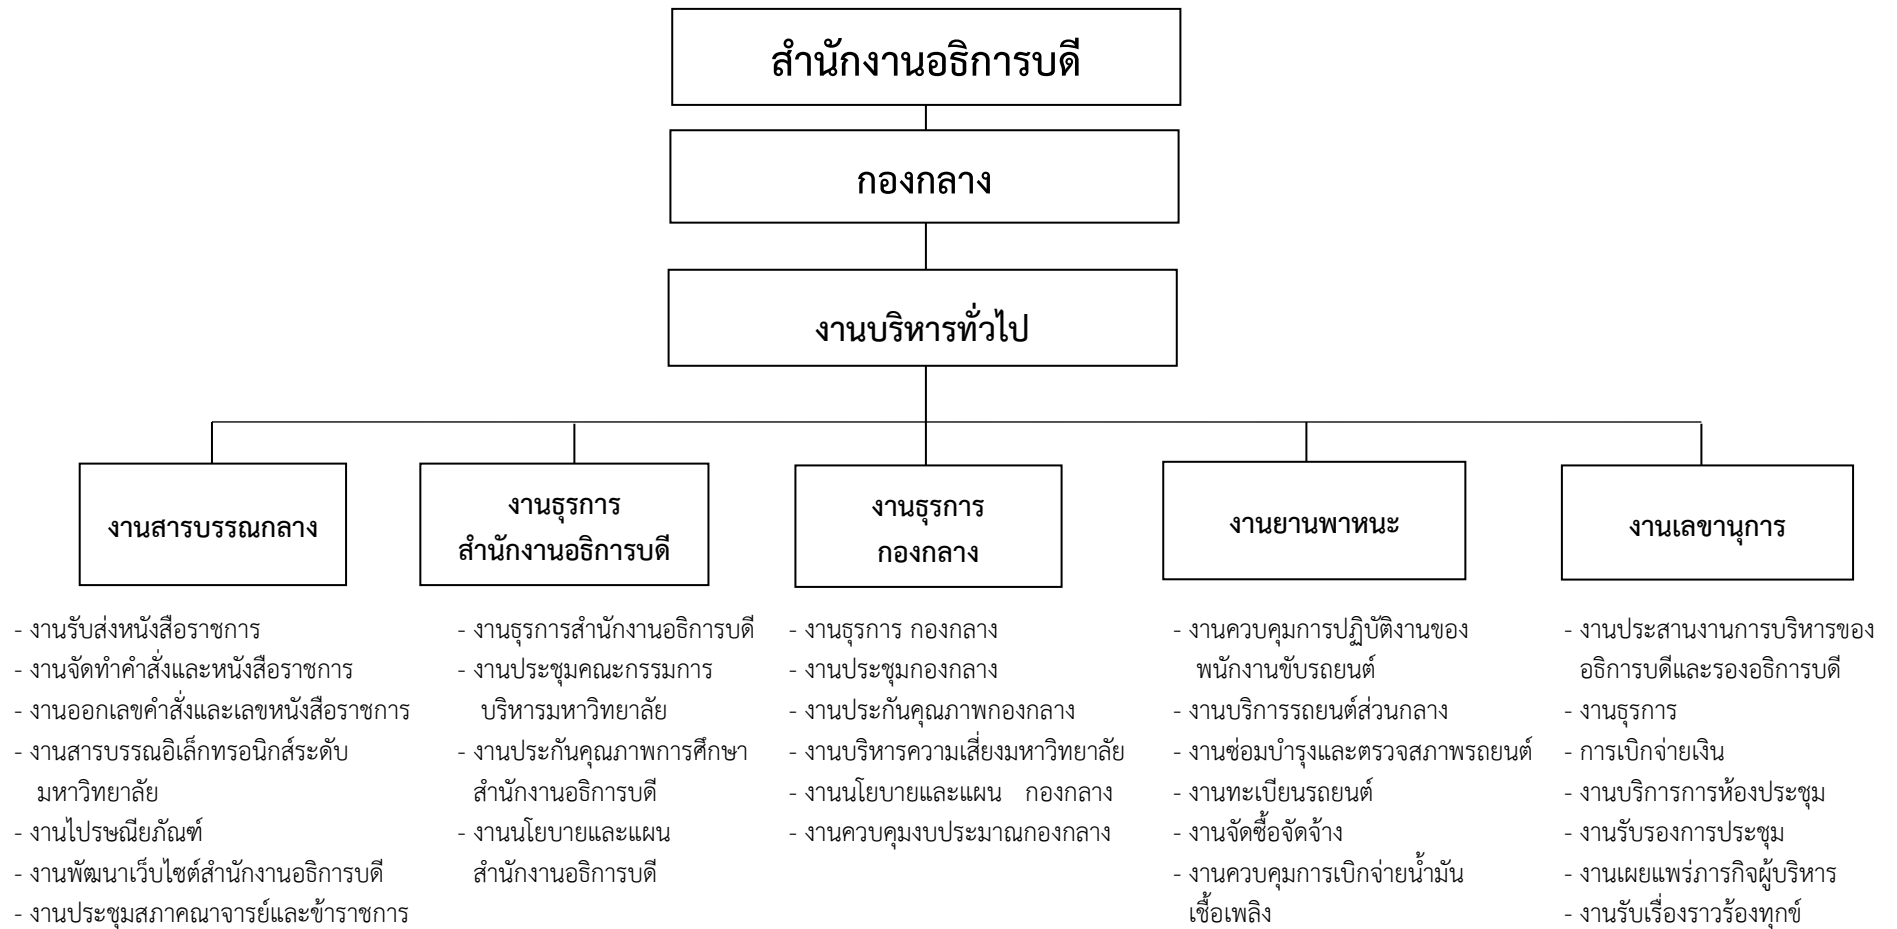 สำนักงานอธิการบดี
กองกลาง
งานบริหารทั่วไป
งานสารบรรณกลาง
งานธุรการ
สำนักงานอธิการบดี
งานธุรการ
กองกลาง
งานยานพาหนะ
งานเลขานุการ
- งานรับส่งหนังสือราชการ
- งานจัดทำคำสั่งและหนังสือราชการ
- งานออกเลขคำสั่งและเลขหนังสือราชการ
- งานสารบรรณอิเล็กทรอนิกส์ระดับ
มหาวิทยาลัย
- งานไปรษณียภัณฑ์
- งานพัฒนาเว็บไซต์สำนักงานอธิการบดี
- งานประชุมสภาคณาจารย์และข้าราชการ
- งานธุรการสำนักงานอธิการบดี
- งานประชุมคณะกรรมการ
บริหารมหาวิทยาลัย
- งานประกันคุณภาพการศึกษา
สำนักงานอธิการบดี
- งานนโยบายและแผน
สำนักงานอธิการบดี
- งานธุรการ กองกลาง
- งานประชุมกองกลาง
- งานประกันคุณภาพกองกลาง
- งานบริหารความเสี่ยงมหาวิทยาลัย
- งานนโยบายและแผน กองกลาง
- งานควบคุมงบประมาณกองกลาง
- งานควบคุมการปฏิบัติงานของ
พนักงานขับรถยนต์
- งานบริการรถยนต์ส่วนกลาง
- งานซ่อมบำรุงและตรวจสภาพรถยนต์
- งานทะเบียนรถยนต์
- งานจัดซื้อจัดจ้าง
- งานควบคุมการเบิกจ่ายน้ำมัน
เชื้อเพลิง
- งานประสานงานการบริหารของ
อธิการบดีและรองอธิการบดี
- งานธุรการ
- การเบิกจ่ายเงิน
- งานบริการการห้องประชุม
- งานรับรองการประชุม
- งานเผยแพร่ภารกิจผู้บริหาร
- งานรับเรื่องราวร้องทุกข์